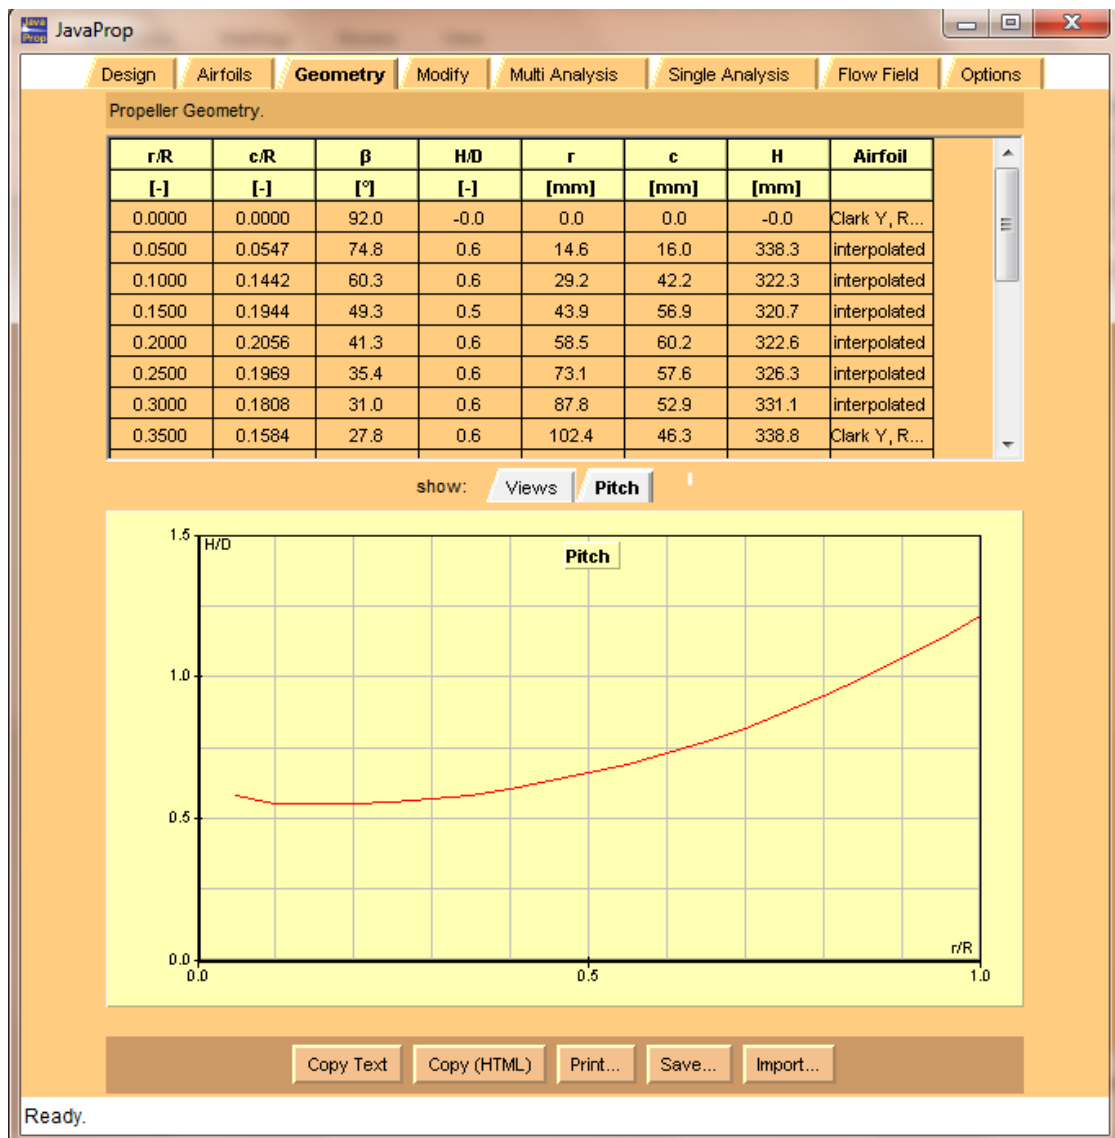 Java Prop JavaProp
Design Airfoils Geometry Modify Multi Analysis Single Analysis Flow Field Options
Propeller Geometry.
r/R c/R β H/D r c H Airfoil
[-] [-] [°] [-] [mm] [mm] [mm]
0.0000 0.0000 92.0 -0.0 0.0 0.0 -0.0 Clark Y, R...
0.0500 0.0547 74.8 0.6 14.6 16.0 338.3 interpolated
0.1000 0.1442 60.3 0.6 29.2 42.2 322.3 interpolated
0.1500 0.1944 49.3 0.5 43.9 56.9 320.7 interpolated
0.2000 0.2056 41.3 0.6 58.5 60.2 322.6 interpolated
0.2500 0.1969 35.4 0.6 73.1 57.6 326.3 interpolated
0.3000 0.1808 31.0 0.6 87.8 52.9 331.1 interpolated
0.3500 0.1584 27.8 0.6 102.4 46.3 338.8 Clark Y, R...
show: Views Pitch
1.5 H/D
Pitch
1.0
0.5
0.0
r/R
0.0 0.5 1.0
Copy Text Copy (HTML) Print... Save... Import...
Ready.